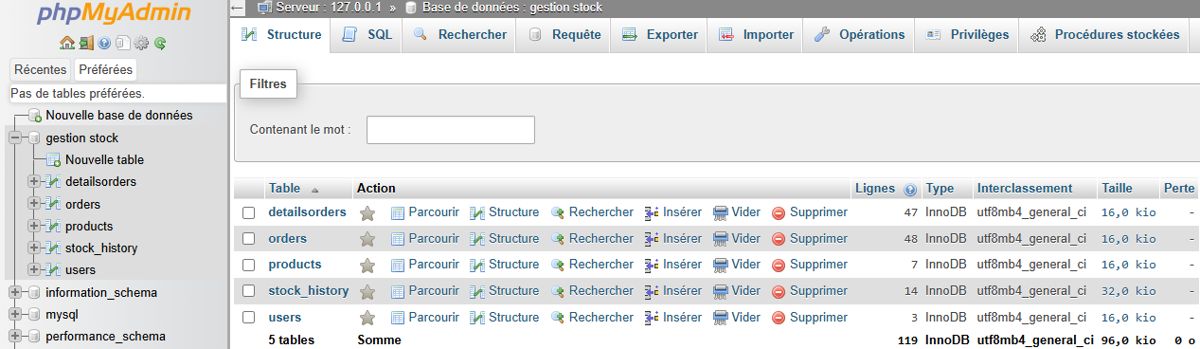 phpMyAdmin
Récentes Préférées
Pas de tables préférées.
Nouvelle base de données
gestion stock
Nouvelle table
detailsorders
orders
products
stock_history
users
information_schema
mysql
performance_schema
Serveur : 127.0.0.1 » Base de données : gestion stock
Structure SQL Rechercher Requête Exporter Importer Opérations Privilèges Procédures stockées
Filtres
Contenant le mot :
Table Action Lignes Type Interclassement Taille Perte
detailsorders Parcourir Structure Rechercher Insérer Vider Supprimer 47 InnoDB utf8mb4_general_ci 16,0 kio -
orders Parcourir Structure Rechercher Insérer Vider Supprimer 48 InnoDB utf8mb4_general_ci 16,0 kio -
products Parcourir Structure Rechercher Insérer Vider Supprimer 7 InnoDB utf8mb4_general_ci 16,0 kio -
stock_history Parcourir Structure Rechercher Insérer Vider Supprimer 14 InnoDB utf8mb4_general_ci 32,0 kio -
users Parcourir Structure Rechercher Insérer Vider Supprimer 3 InnoDB utf8mb4_general_ci 16,0 kio -
5 tables Somme 119 InnoDB utf8mb4_general_ci 96,0 kio 0 o